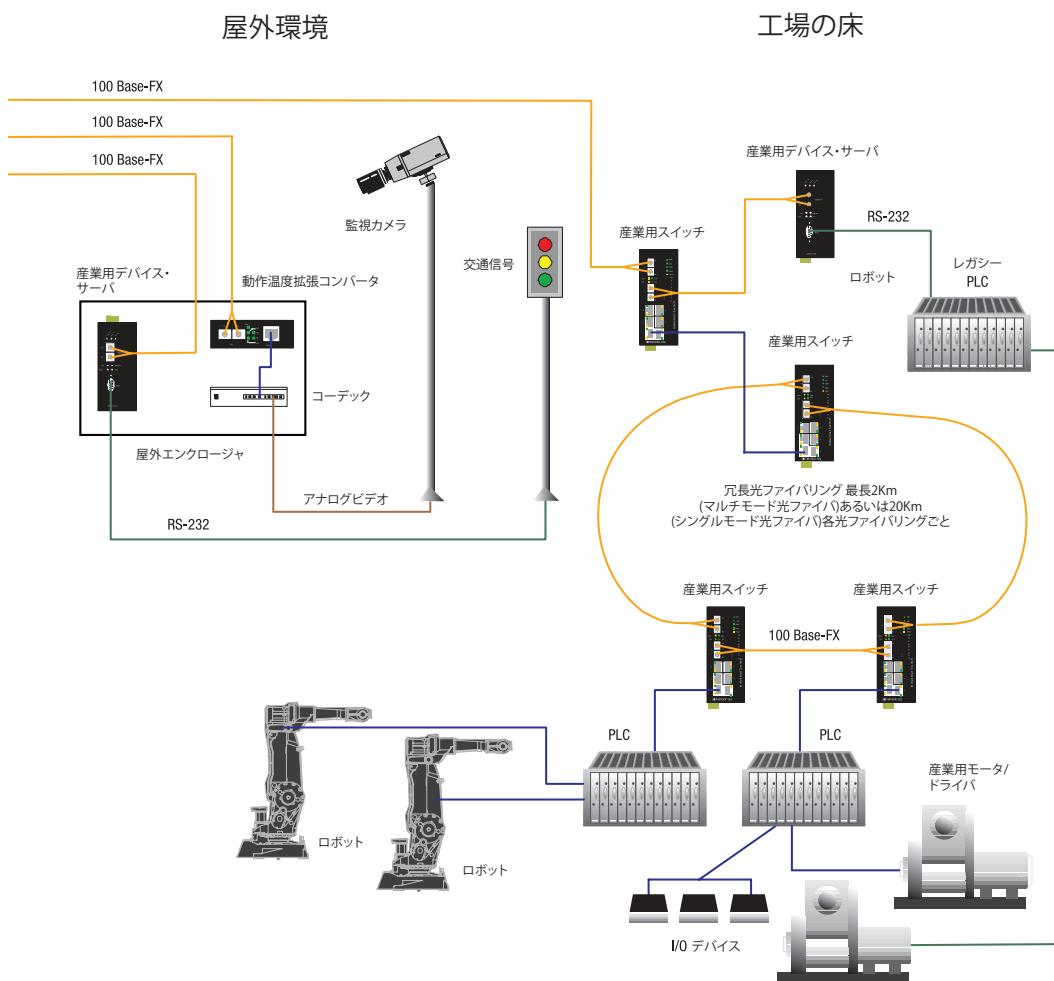 屋外環境
工場の床
100 Base-FX
100 Base-FX
100 Base-FX
産業用デバイス・サーバ
監視カメラ
産業用スイッチ
RS-232
交通信号
産業用デバイス・
サーバ
動作温度拡張コンバータ
ロボット
レガシー
PLC
産業用スイッチ
コーデック
屋外エンクロージャ
アナログビデオ
RS-232
冗長光ファイバリング 最長2Km
(マルチモード光ファイバ)あるいは20Km
(シングルモード光ファイバ)各光ファイバリングごと
産業用スイッチ
産業用スイッチ
100 Base-FX
PLC
PLC
産業用モータ/
ドライバ
ロボット
ロボット
I/O デバイス